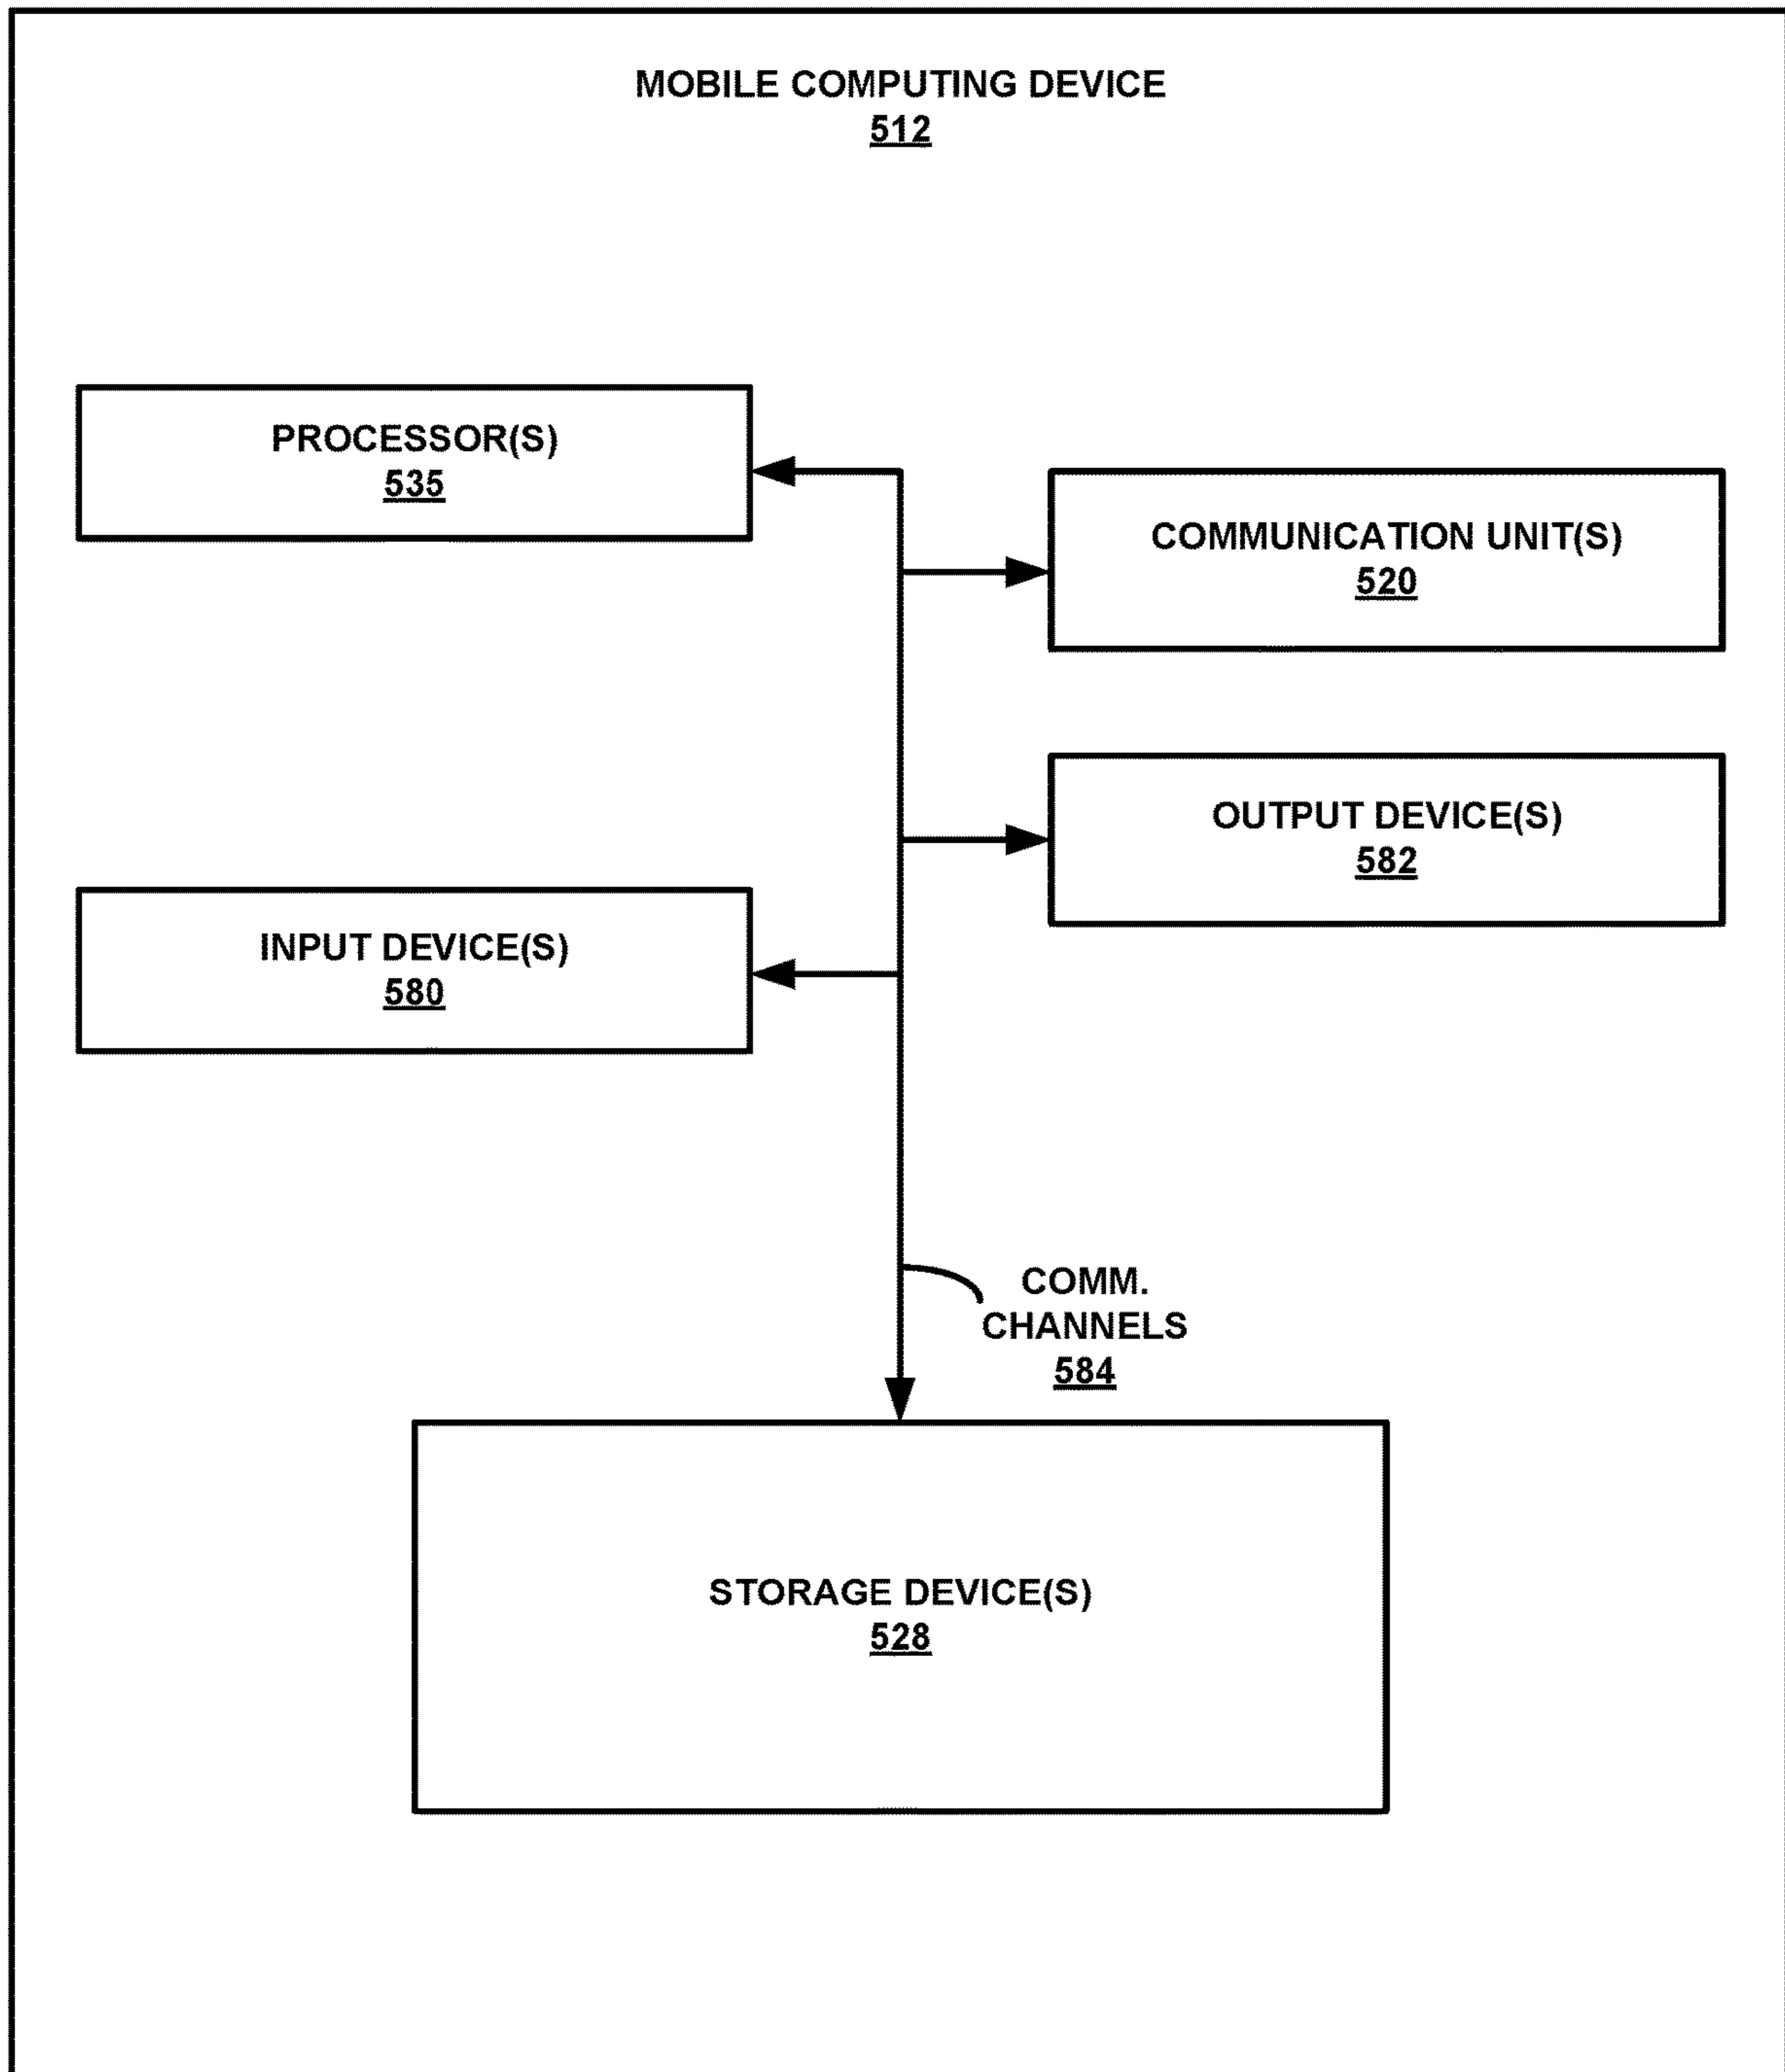 MOBILE COMPUTING DEVICE
512
PROCESSOR(S)
535
COMMUNICATION UNIT(S)
520
OUTPUT DEVICE(S)
582
INPUT DEVICE(S)
580
COMM.
CHANNELS
584
STORAGE DEVICE(S)
528